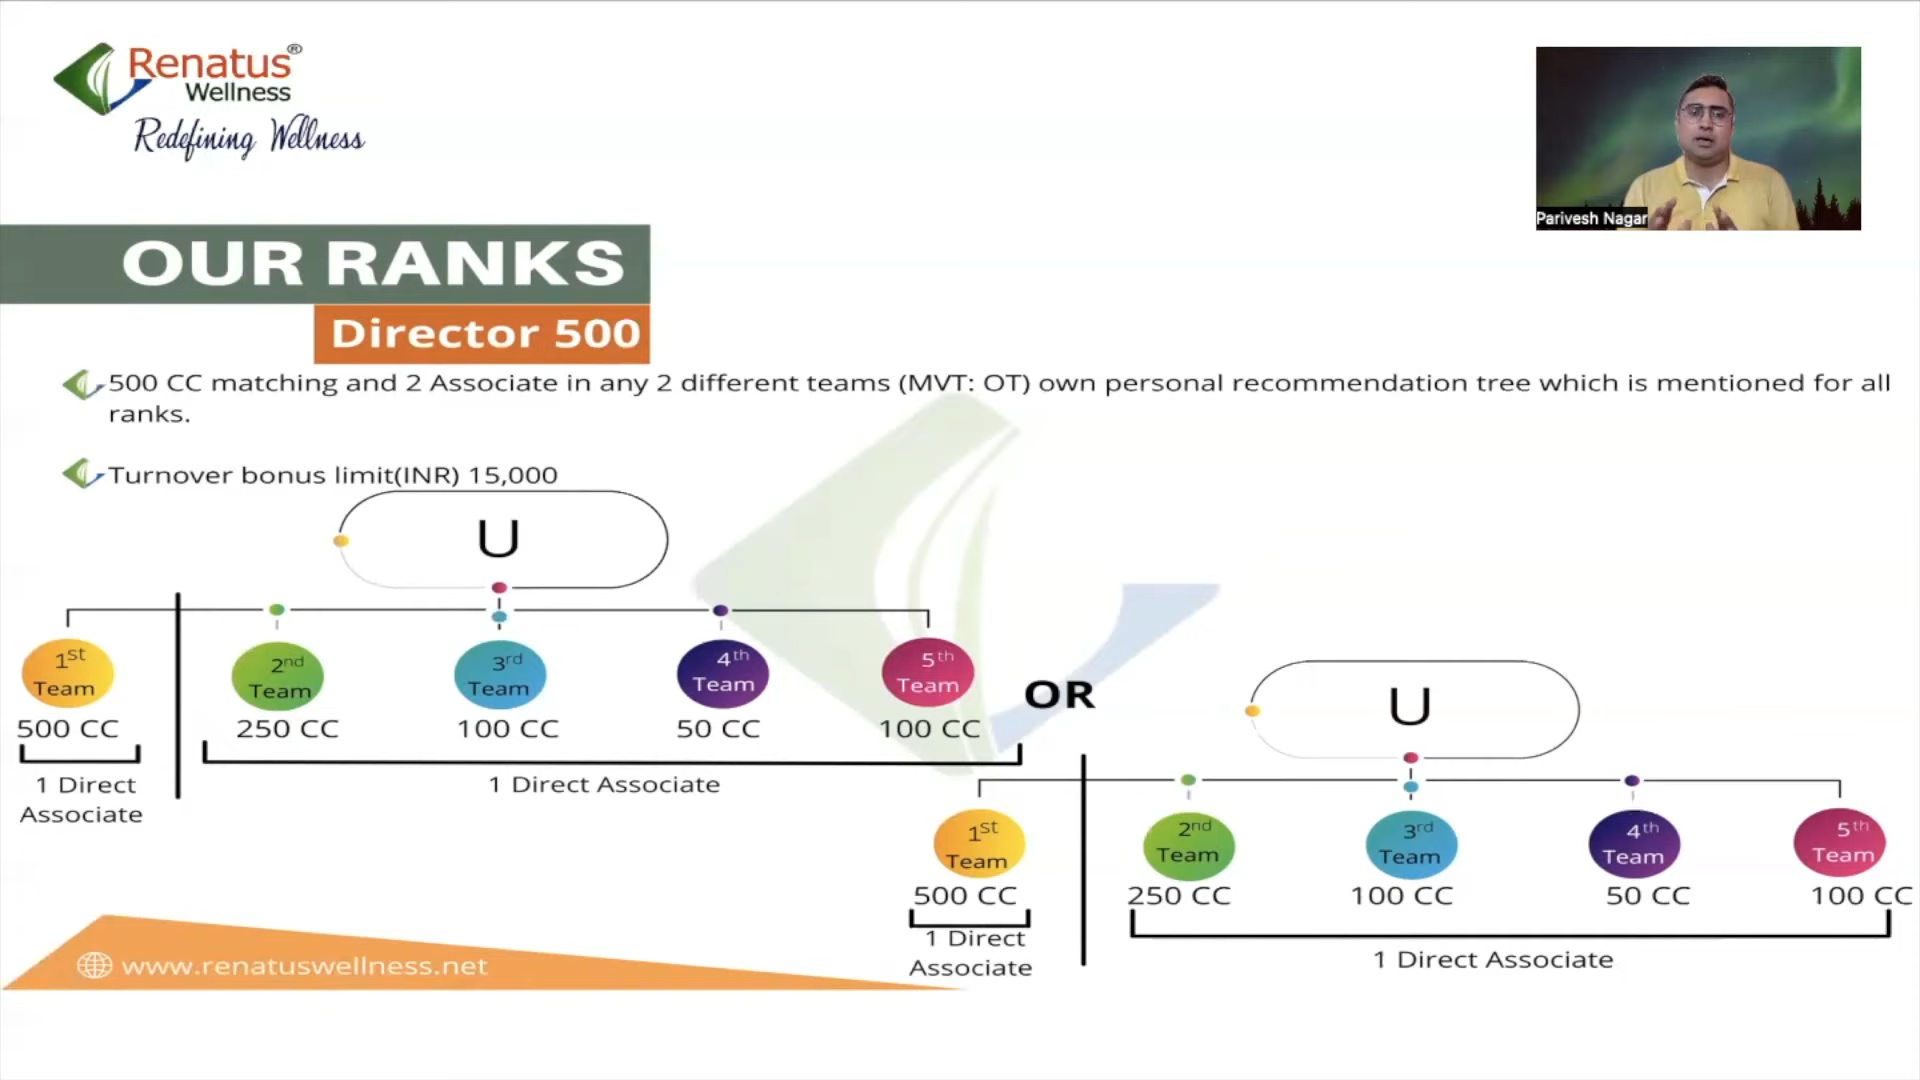 Renatus®
Wellness
Redefining Wellness
Parivesh Nagar
OUR RANKS
Director 500
500 CC matching and 2 Associate in any 2 different teams (MVT: OT) own personal recommendation tree which is mentioned for all
ranks.
Turnover bonus limit(INR) 15,000
U
1st Team
2nd Team
3rd Team
4th Team
5th Team
500 CC
250 CC
100 CC
50 CC
100 CC
1 Direct
Associate
1 Direct Associate
OR
U
1st Team
2nd Team
3rd Team
4th Team
5th Team
500 CC
250 CC
100 CC
50 CC
100 CC
1 Direct
Associate
1 Direct Associate
www.renatuswellness.net